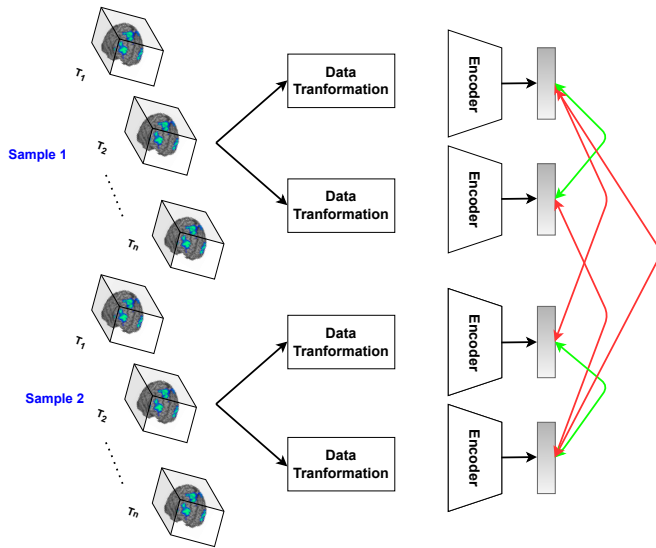 T1
T2
Sample 1
Tn
Data
Tranformation
Data
Tranformation
Encoder
Encoder
T1
Sample 2
T2
Tn
Data
Tranformation
Data
Tranformation
Encoder
Encoder